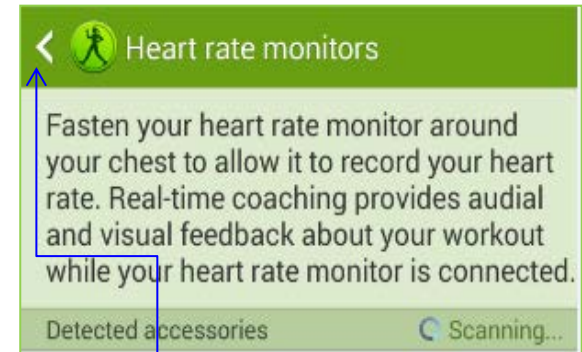 Heart rate monitors
Fasten your heart rate monitor around
your chest to allow it to record your heart
rate. Real-time coaching provides audial
and visual feedback about your workout
while your heart rate monitor is connected.
Detected accessories Scanning...